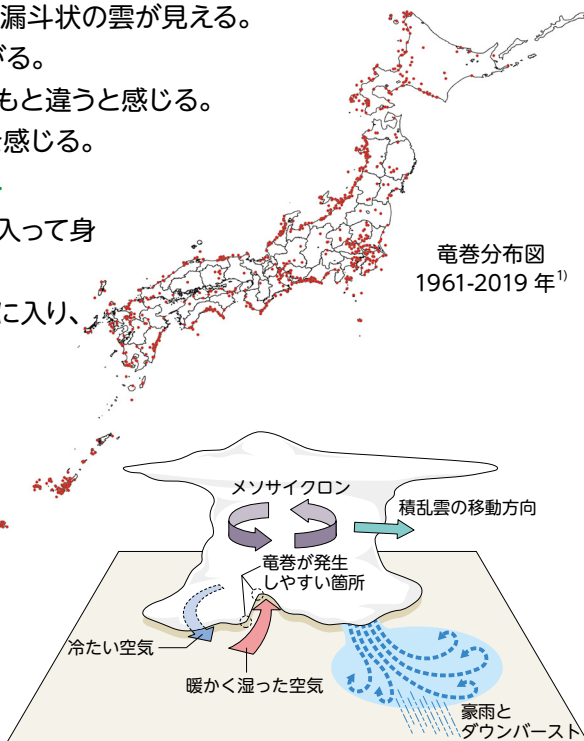 漏斗状の雲が見える。
がる。
もと違うと感じる。
を感じる。
入って身
に入り、
竜巻分布図
1961-2019 年1)
メソサイクロン
積乱雲の移動方向
竜巻が発生
しやすい箇所
冷たい空気
暖かく湿った空気
豪雨と
ダウンバースト